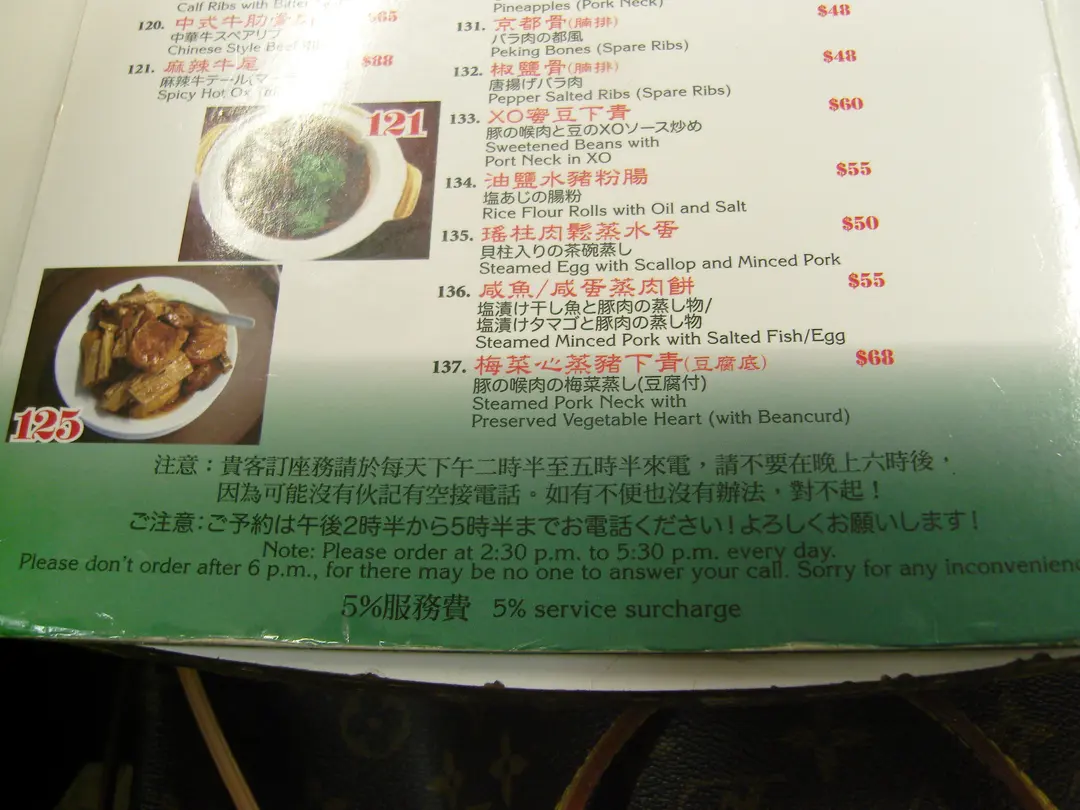 Calf Ribs with Bitter
120. 中式牛肋 $65
中華牛スペアリブ
Chinese Style Beef
121. 麻辣牛尾 $88
麻辣牛テール
Spicy Hot Ox
121
125
Pineapples (Pork Neck)
$48
131. 京都骨(腩排)
バラ肉の都風
Peking Bones (Spare Ribs)
132. 椒鹽骨(腩排) $48
唐揚げバラ肉
Pepper Salted Ribs (Spare Ribs)
133. XO蜜豆下青 $60
豚の喉肉と豆のXOソース炒め
Sweetened Beans with
Port Neck in XO
134. 油鹽水豬粉腸 $55
塩あじの腸粉
Rice Flour Rolls with Oil and Salt
135. 瑤柱肉鬆蒸水蛋 $50
貝柱入りの茶碗蒸し
Steamed Egg with Scallop and Minced Pork
136. 咸魚/咸蛋蒸肉餅 $55
塩漬け干し魚と豚肉の蒸し物/
塩漬けタマゴと豚肉の蒸し物
Steamed Minced Pork with Salted Fish/Egg
137. 梅菜心蒸豬下青(豆腐底) $68
豚の喉肉の梅菜蒸し(豆腐付)
Steamed Pork Neck with
Preserved Vegetable Heart (with Beancurd)
注意：貴客訂座務請於每天下午二時半至五時半來電，請不要在晚上六時後，
因為可能沒有伙記有空接電話。如有不便也沒有辦法，對不起！
ご注意：ご予約は午後2時半から5時半までお電話ください！よろしくお願いします！
Note: Please order at 2:30 p.m. to 5:30 p.m. every day.
Please don't order after 6 p.m., for there may be no one to answer your call. Sorry for any inconvenienc
5%服務費 5% service surcharge